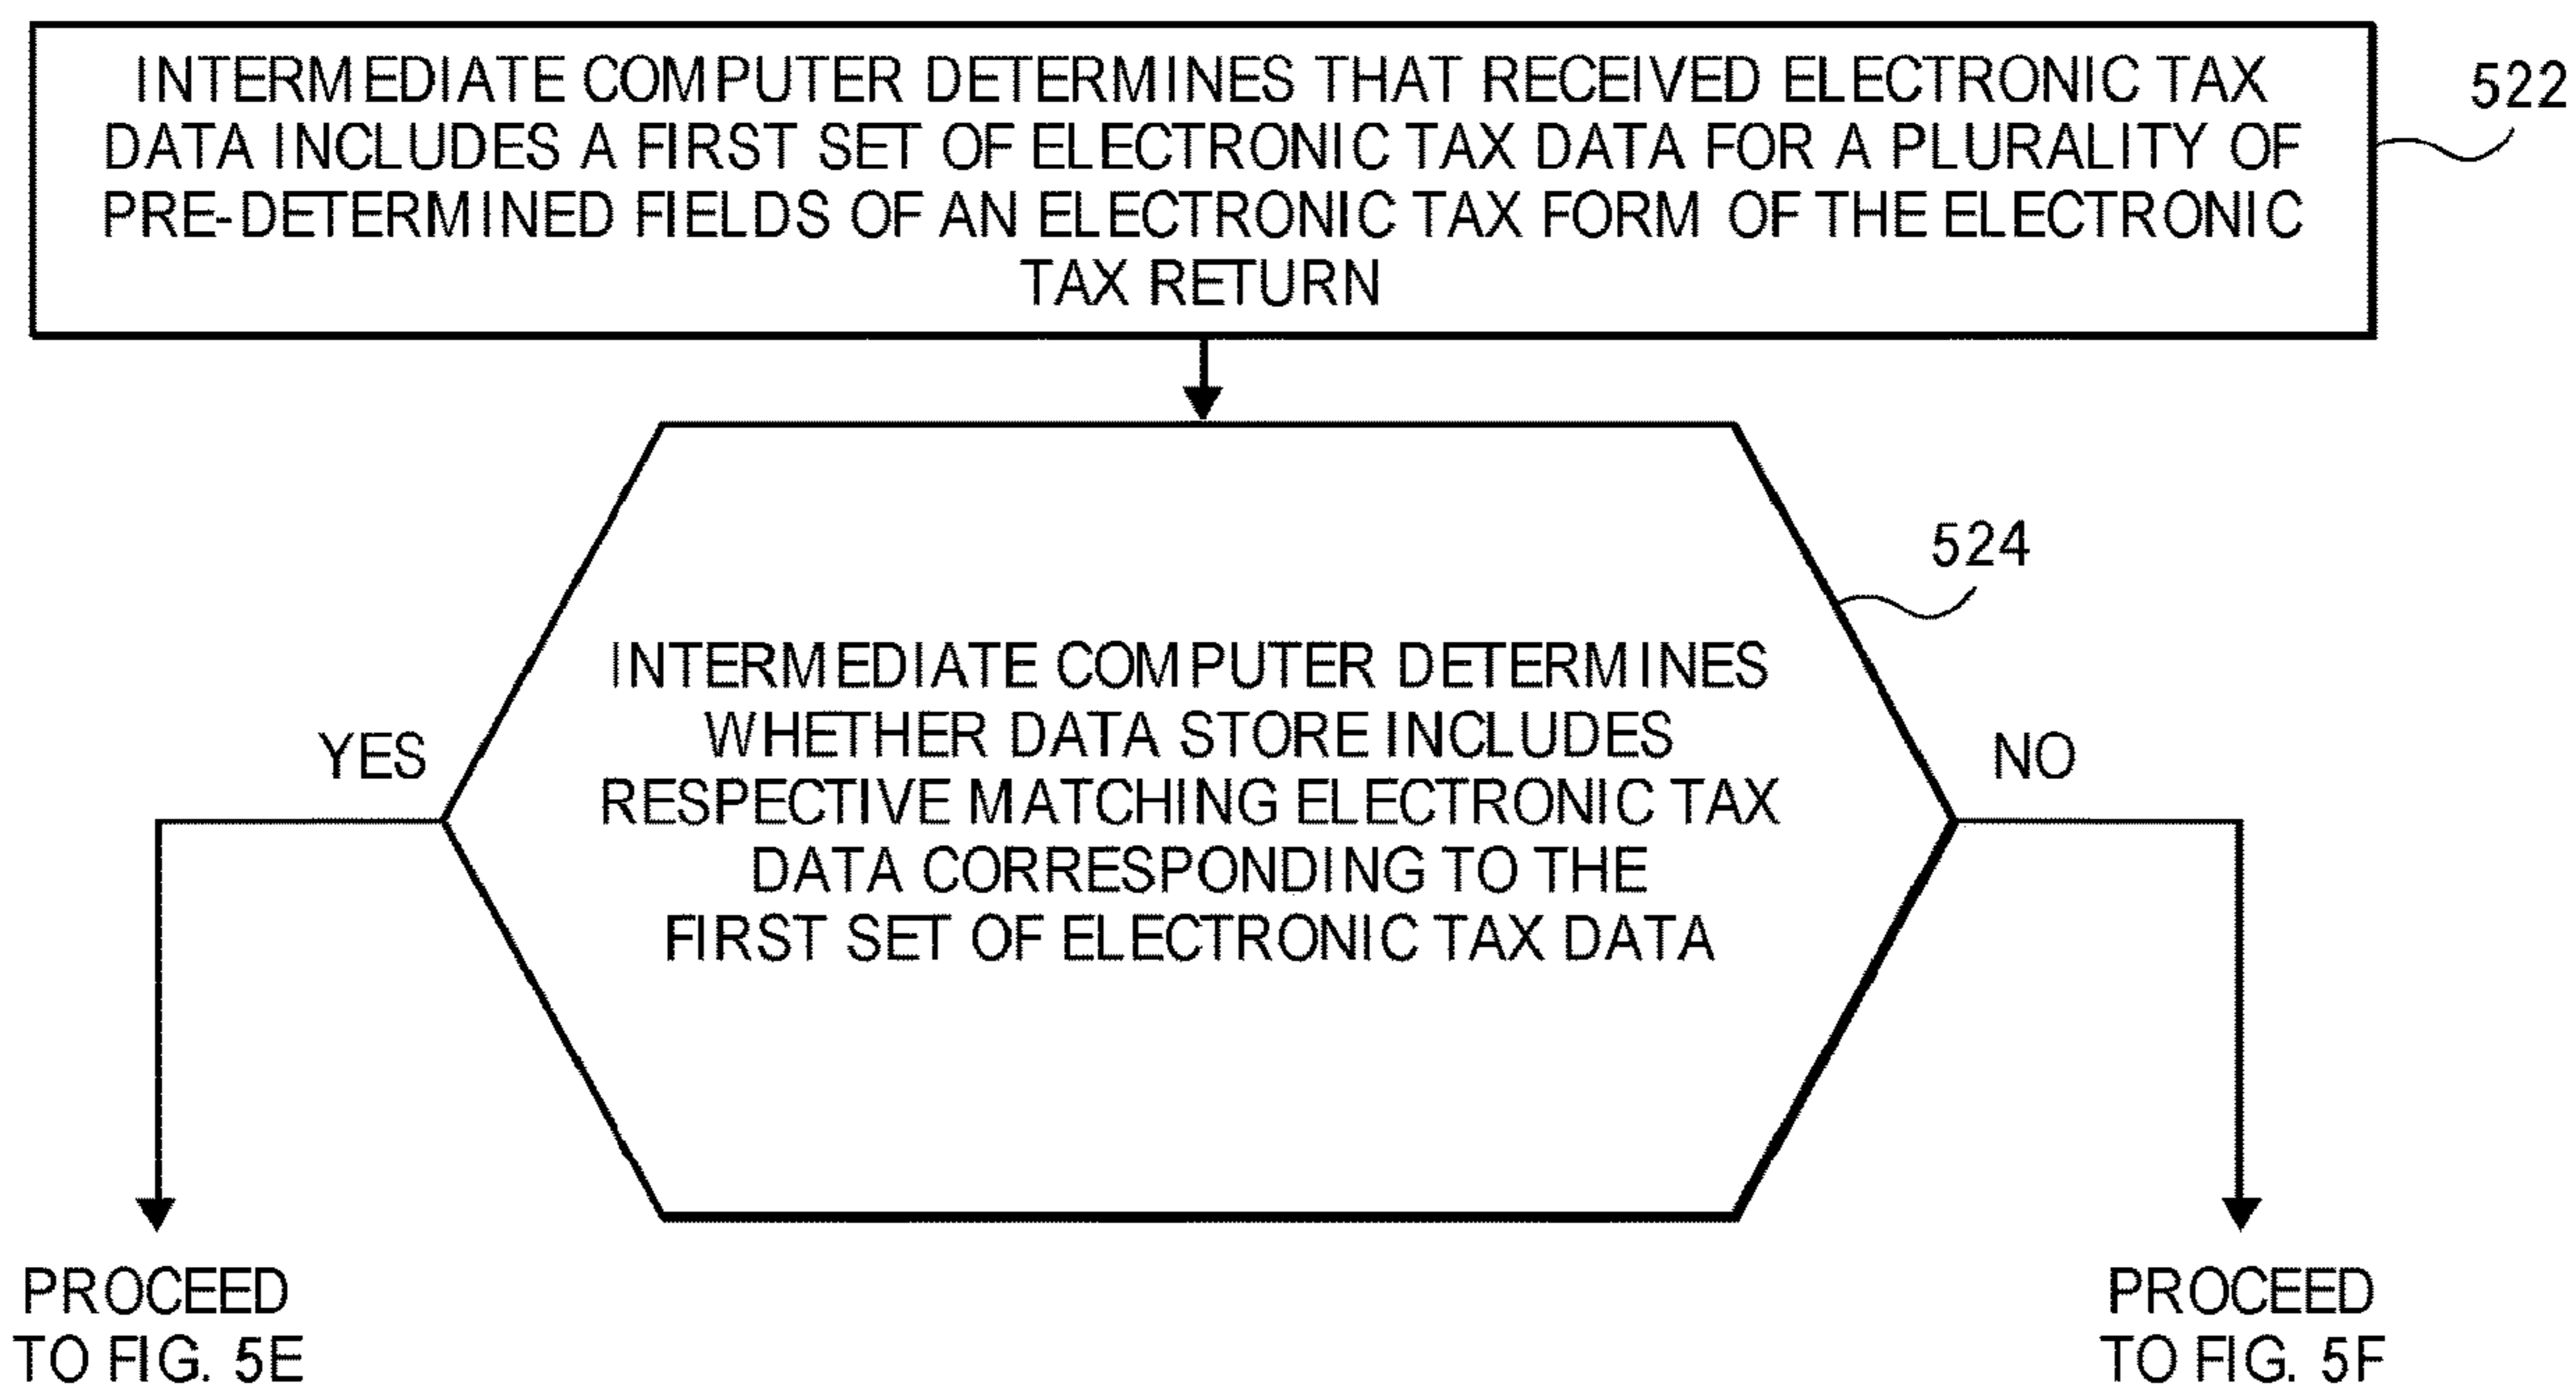 INTERMEDIATE COMPUTER DETERMINES THAT RECEIVED ELECTRONIC TAX
DATA INCLUDES A FIRST SET OF ELECTRONIC TAX DATA FOR A PLURALITY OF
PRE-DETERMINED FIELDS OF AN ELECTRONIC TAX FORM OF THE ELECTRONIC
TAX RETURN
522
524
INTERMEDIATE COMPUTER DETERMINES
WHETHER DATA STORE INCLUDES
RESPECTIVE MATCHING ELECTRONIC TAX
DATA CORRESPONDING TO THE
FIRST SET OF ELECTRONIC TAX DATA
YES
NO
PROCEED
TO FIG. 5E
PROCEED
TO FIG. 5F